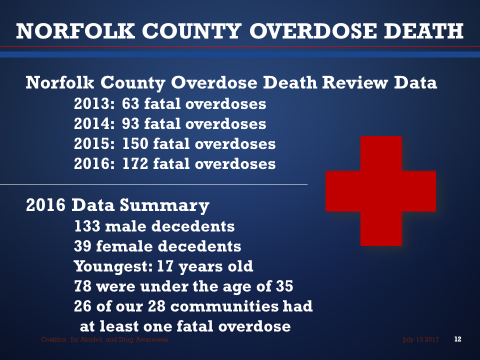 NORFOLK COUNTY OVERDOSE DEATH
Norfolk County Overdose Death Review Data
2013: 63 fatal overdoses
2014: 93 fatal overdoses
2015: 150 fatal overdoses
2016: 172 fatal overdoses
2016 Data Summary
133 male decedents
39 female decedents
Youngest: 17 years old
78 were under the age of 35
26 of our 28 communities had
at least one fatal overdose
and Drug Awareness
July 13 2017
12